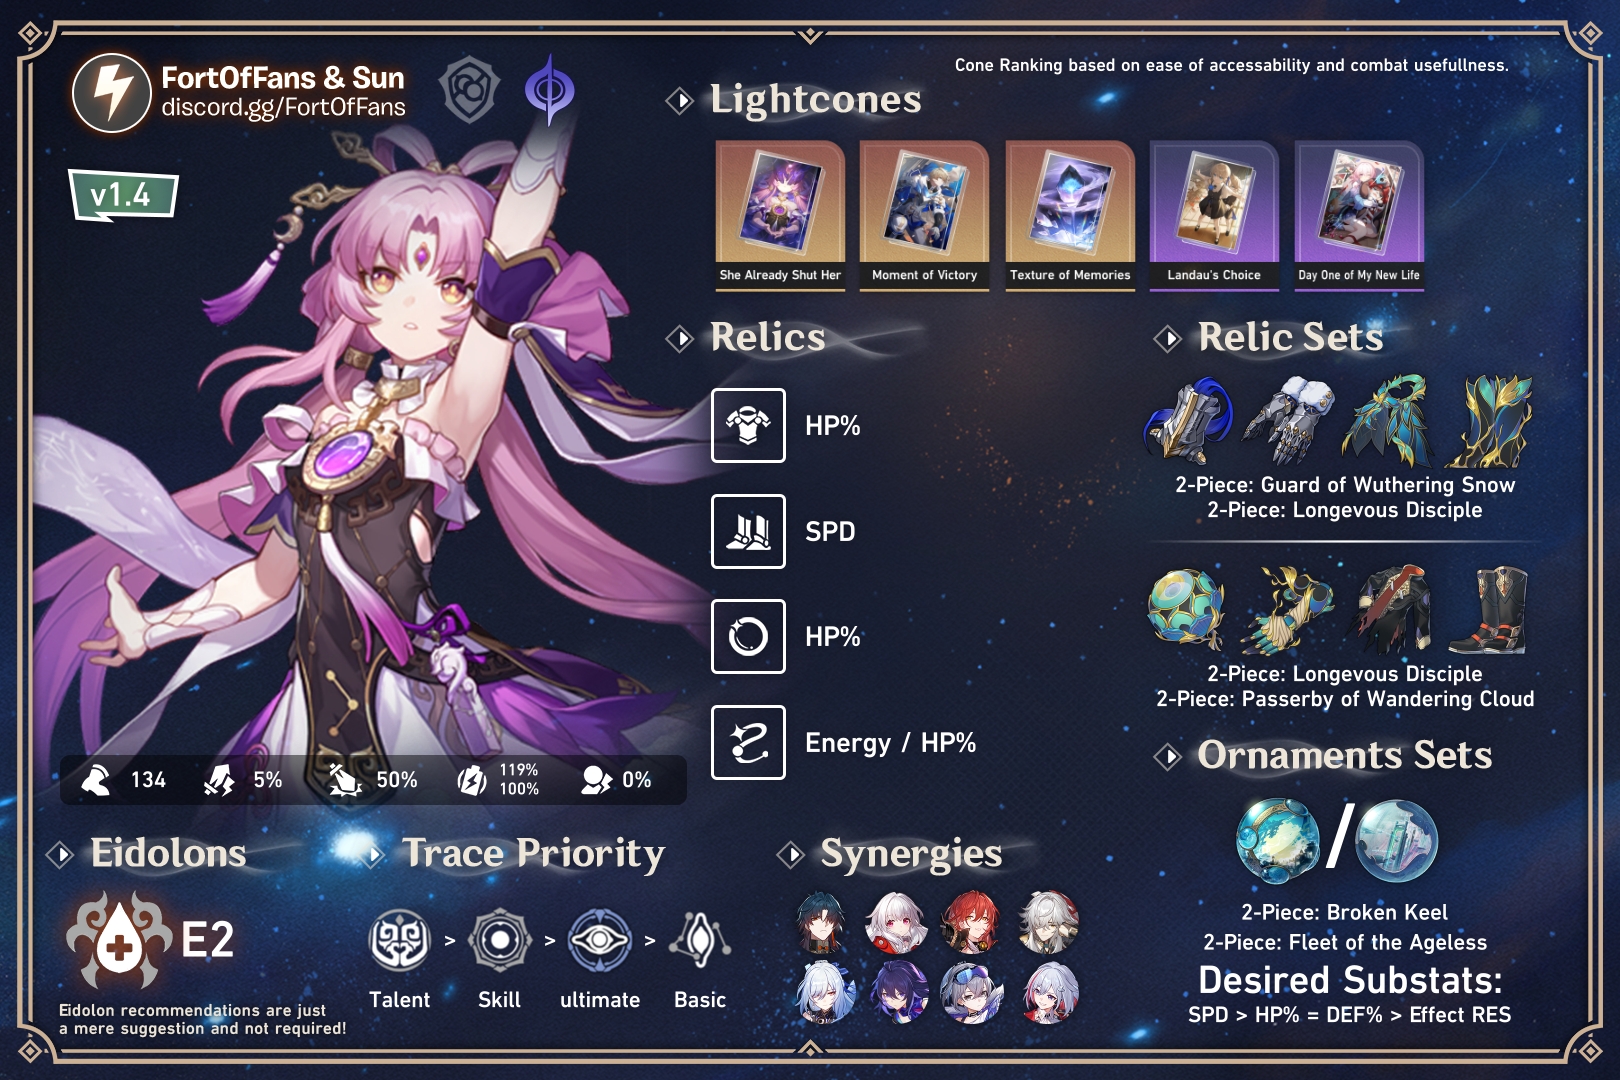 FortOfFans & Sun
discord.gg/FortOfFans
v1.4
Cone Ranking based on ease of accessability and combat usefullness.
Lightcones
She Already Shut Her
Moment of Victory
Texture of Memories
Landau's Choice
Day One of My New Life
Relics
HP%
SPD
HP%
Energy / HP%
Relic Sets
2-Piece: Guard of Wuthering Snow
2-Piece: Longevous Disciple
2-Piece: Longevous Disciple
2-Piece: Passerby of Wandering Cloud
Ornaments Sets
/
2-Piece: Broken Keel
2-Piece: Fleet of the Ageless
Desired Substats:
SPD > HP% = DEF% > Effect RES
134
5%
50%
119%
100%
0%
Eidolons
E2
Eidolon recommendations are just
a mere suggestion and not required!
Trace Priority
> > >
Talent Skill ultimate Basic
Synergies